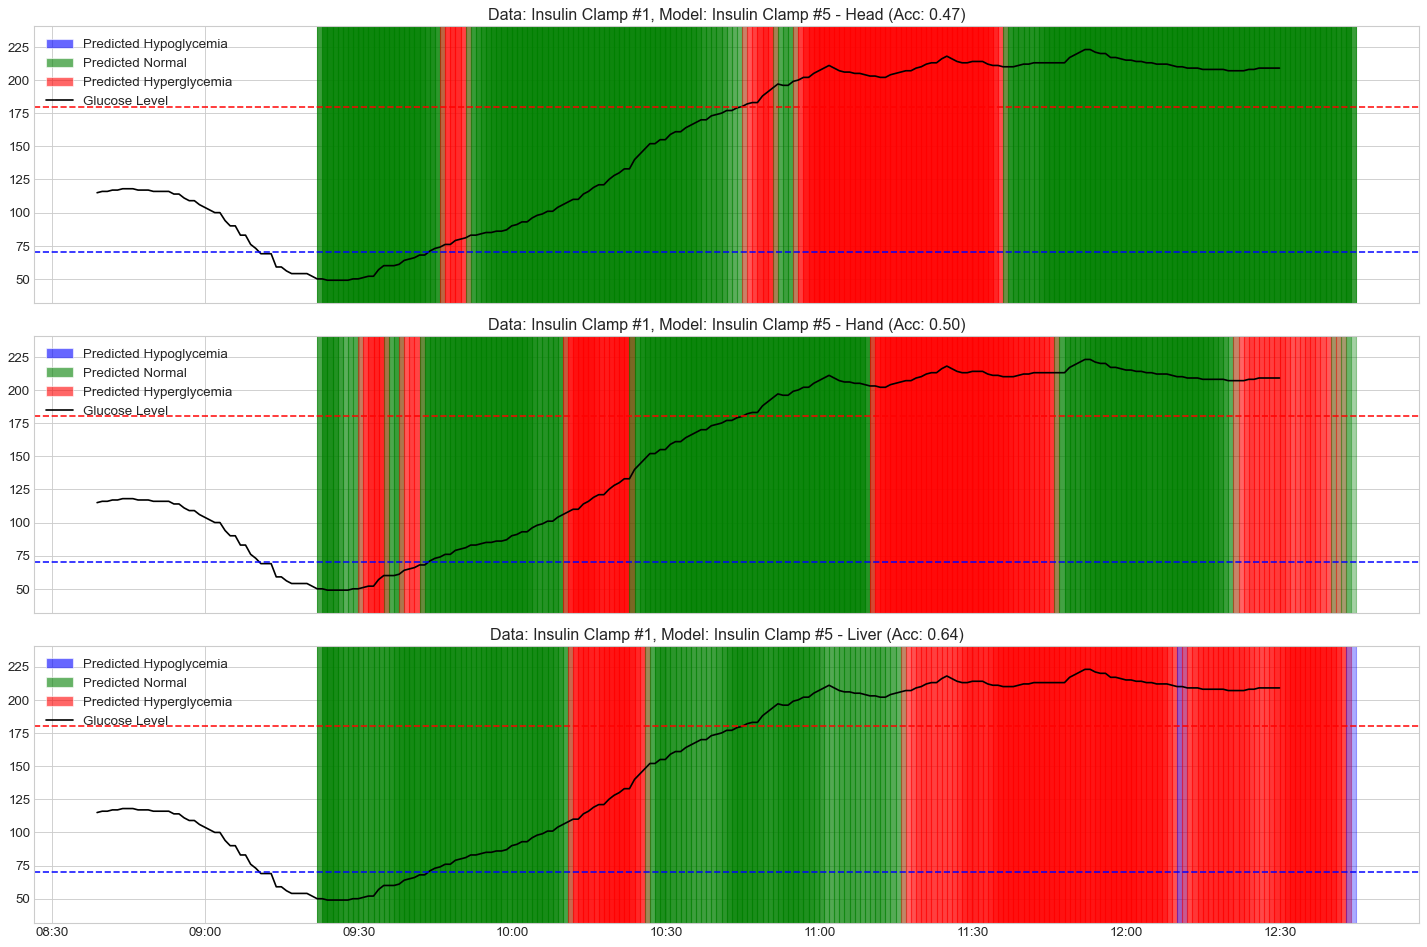 Data: Insulin Clamp #1, Model: Insulin Clamp #5 - Head (Acc: 0.47)
Predicted Hypoglycemia
Predicted Normal
Predicted Hyperglycemia
Glucose Level
225
200
175
150
125
100
75
50
Data: Insulin Clamp #1, Model: Insulin Clamp #5 - Hand (Acc: 0.50)
Predicted Hypoglycemia
Predicted Normal
Predicted Hyperglycemia
Glucose Level
225
200
175
150
125
100
75
50
Data: Insulin Clamp #1, Model: Insulin Clamp #5 - Liver (Acc: 0.64)
Predicted Hypoglycemia
Predicted Normal
Predicted Hyperglycemia
Glucose Level
225
200
175
150
125
100
75
50
08:30 09:00 09:30 10:00 10:30 11:00 11:30 12:00 12:30